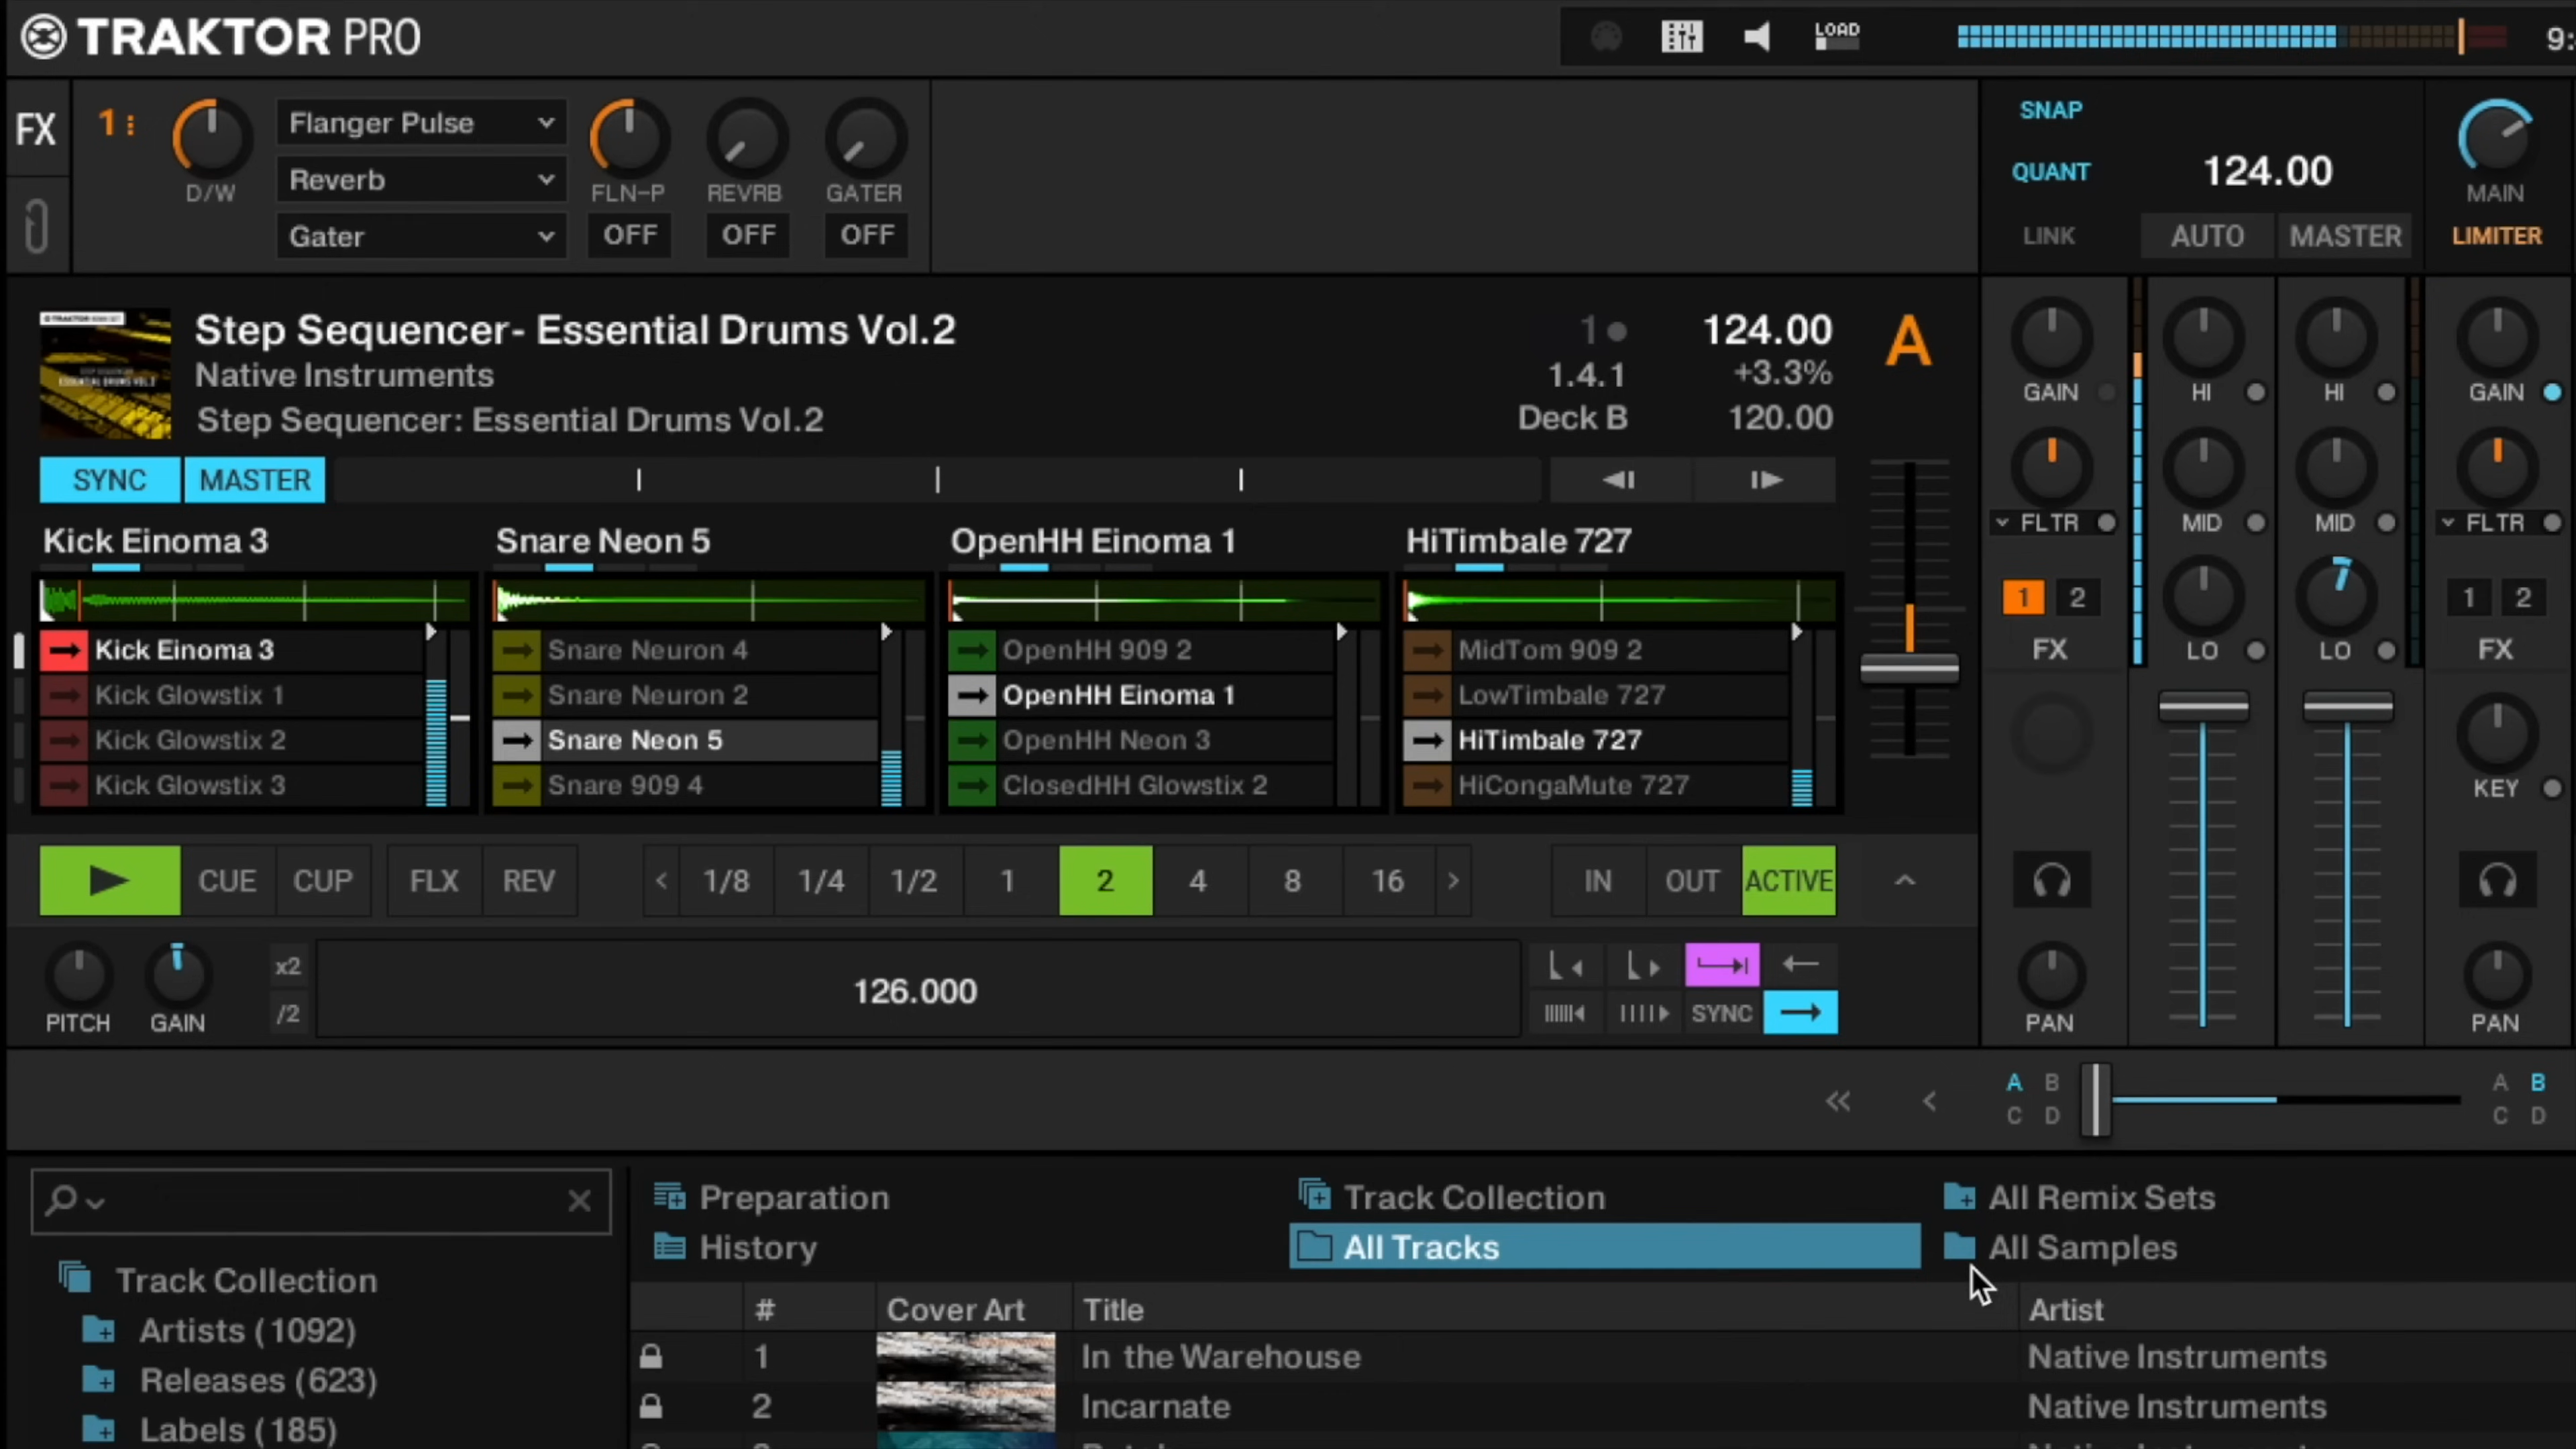 TRAKTOR PRO
LOAD
9:
FX
1
D/W
Flanger Pulse
Reverb
Gater
FLN-P
REVRB
GATER
OFF
OFF
OFF
SNAP
QUANT
124.00
LINK
AUTO
MASTER
MAIN
LIMITER
Step Sequencer- Essential Drums Vol.2
Native Instruments
Step Sequencer: Essential Drums Vol.2
1
124.00
1.4.1
+3.3%
Deck B
120.00
A
SYNC
MASTER
Kick Einoma 3
Snare Neon 5
OpenHH Einoma 1
HiTimbale 727
Kick Einoma 3
Kick Glowstix 1
Kick Glowstix 2
Kick Glowstix 3
Snare Neuron 4
Snare Neuron 2
Snare Neon 5
Snare 909 4
OpenHH 909 2
OpenHH Einoma 1
OpenHH Neon 3
ClosedHH Glowstix 2
MidTom 909 2
LowTimbale 727
HiTimbale 727
HiCongaMute 727
CUE
CUP
FLX
REV
< 1/8 1/4 1/2 1 2 4 8 16 >
IN
OUT
ACTIVE
PITCH
GAIN
x2
/2
126.000
SYNC
GAIN
HI
HI
GAIN
FLTR
MID
MID
FLTR
1 2
FX
LO
LO
1 2
FX
KEY
PAN
PAN
A B
C D
A B
C D
Preparation
History
Track Collection
All Tracks
All Remix Sets
All Samples
Track Collection
Artists (1092)
Releases (623)
Labels (185)
# Cover Art Title Artist
1 In the Warehouse Native Instruments
2 Incarnate Native Instruments